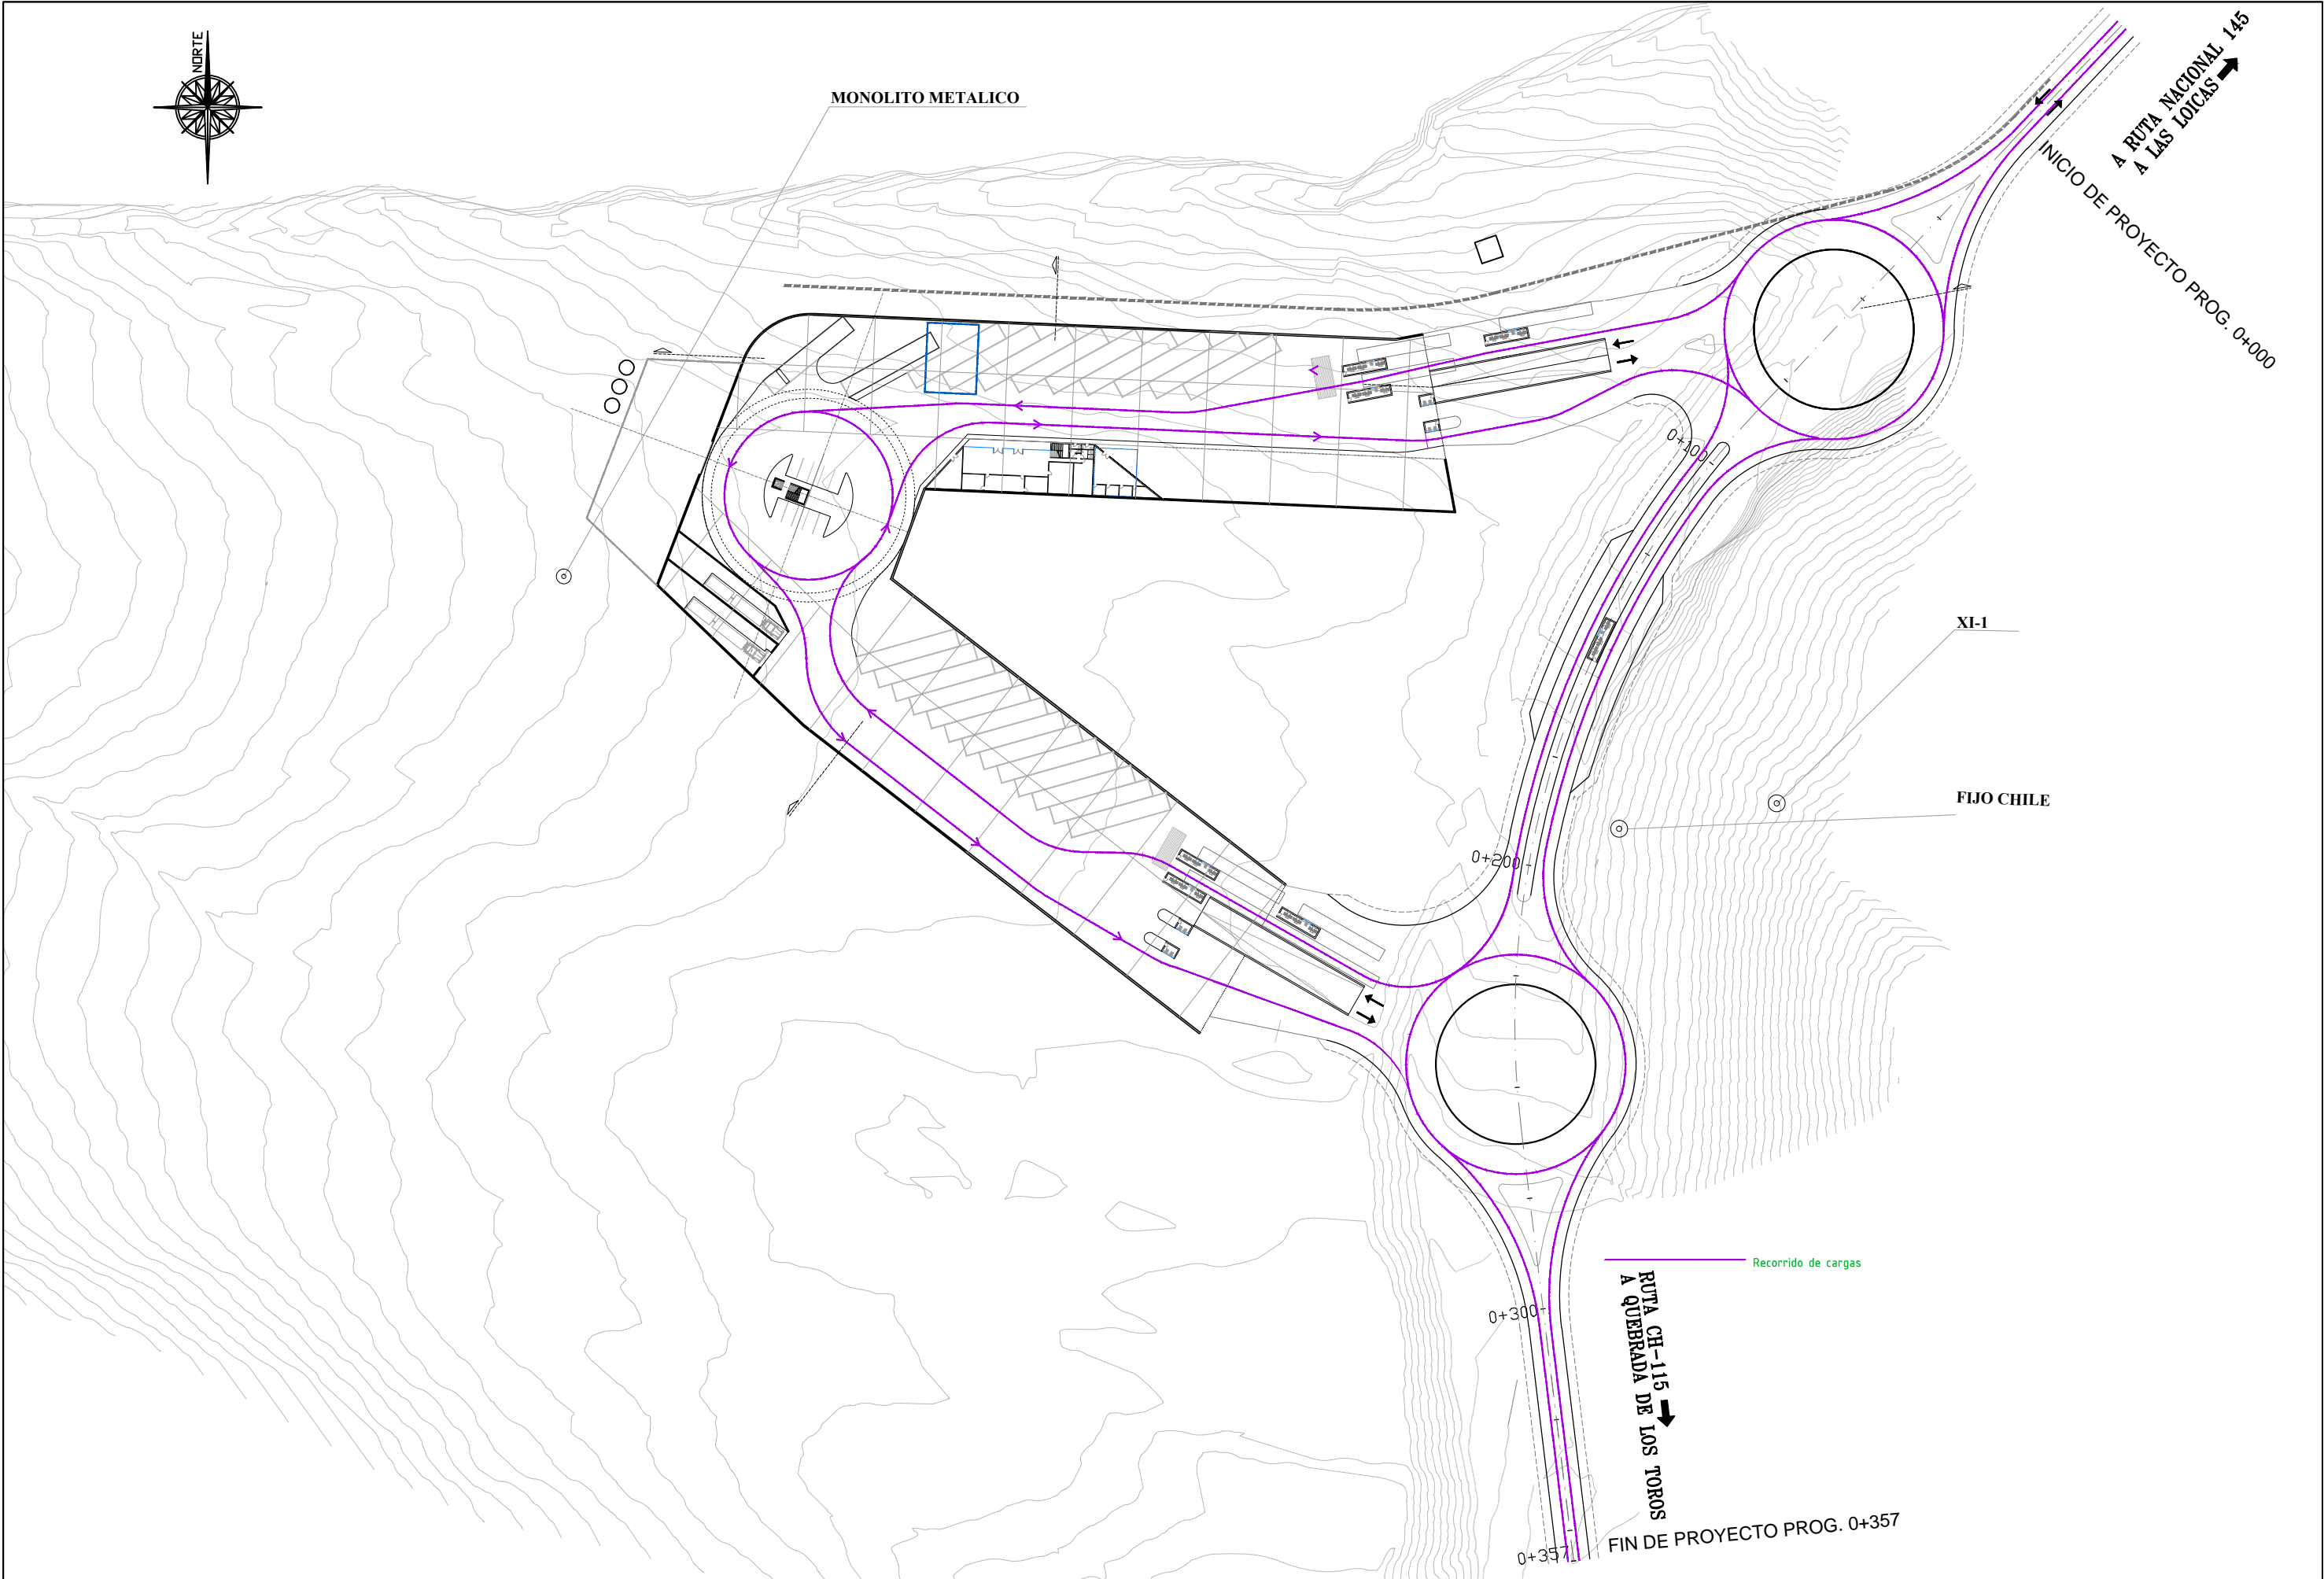 NORTE
MONOLITO METALICO
A RUTA NACIONAL 145
A LAS LOICAS
INICIO DE PROYECTO PROG. 0+000
0+100
XI-1
FIJO CHILE
0+200
Recorrido de cargas
RUTA CH-115
A QUEBRADA DE LOS TOROS
0+300
0+357
FIN DE PROYECTO PROG. 0+357